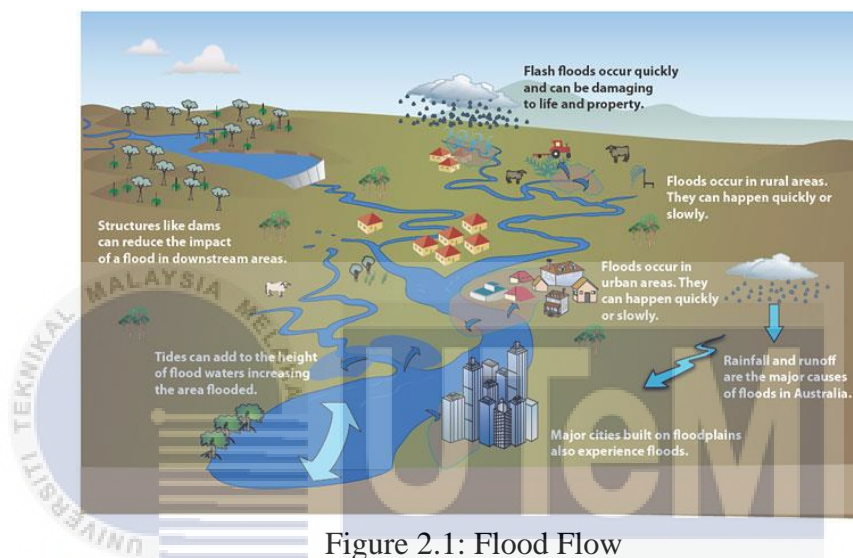 Flash floods occur quickly
and can be damaging
to life and property.
Floods occur in rural areas.
They can happen quickly or
slowly.
Structures like dams
can reduce the impact
of a flood in downstream areas.
Floods occur in
urban areas. They
can happen quickly
or slowly.
Tides can add to the height
of flood waters increasing
the area flooded.
Rainfall and runoff
are the major causes
of floods in Australia.
Major cities built on floodplains
also experience floods.
UNIVERSITI TEKNIKAL MALAYSIA
UTeM
Figure 2.1: Flood Flow